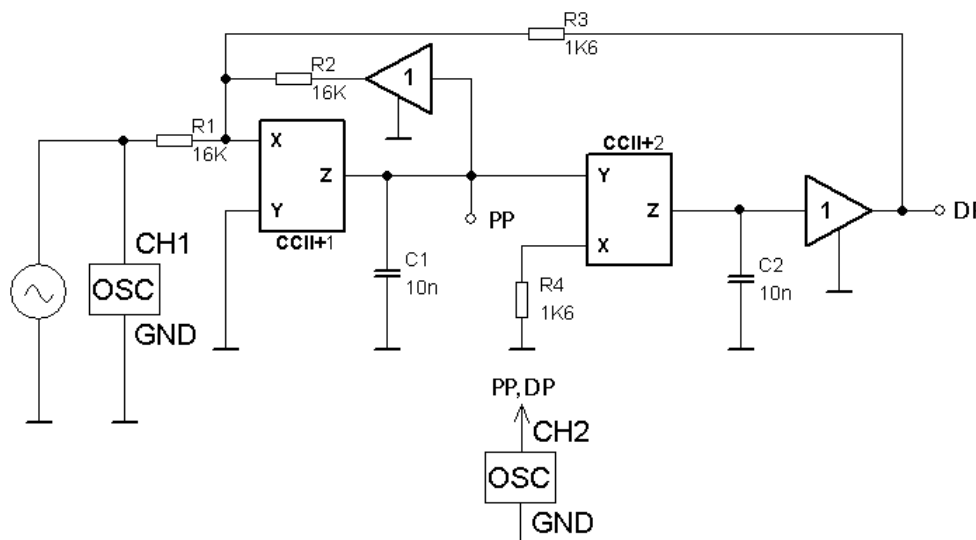 R3
1K6
R2
16K
1
R1
16K
X
Z
Y
CCII+1
PP
CCII+2
Y
Z
X
1
DP
CH1
OSC
GND
C1
10n
R4
1K6
C2
10n
PP, DP
CH2
OSC
GND